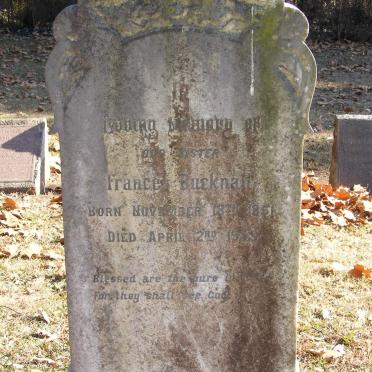 IN
Loving Memory of
OUR SISTER
Frances Bucknall
BORN NOVEMBER
DIED APRIL 2ND
Blessed are the pure
For they shall see God